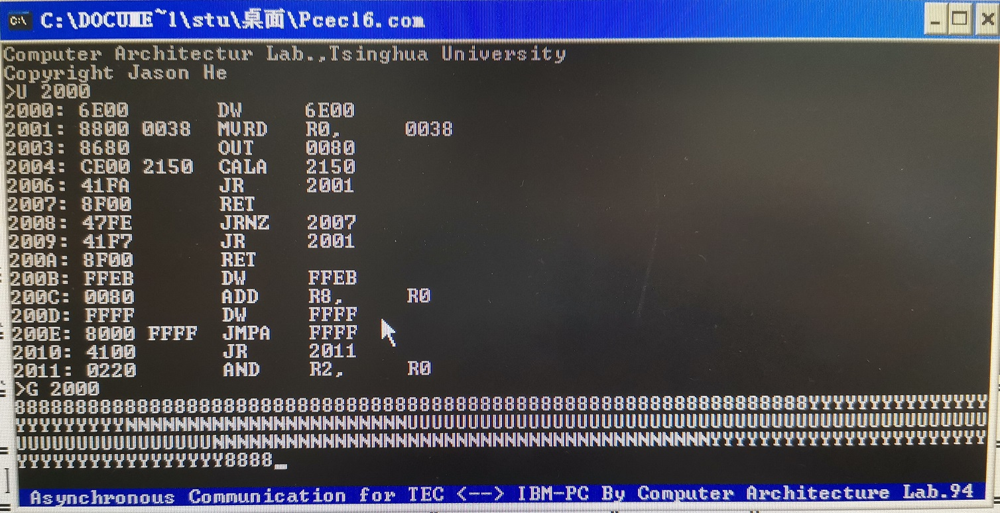 C:\DOCUME~1\stu\桌面\Pcec16.com
Computer Architectur Lab.,Tsinghua University
Copyright Jason He
>U 2000
2000: 6E00 DW 6E00
2001: 8800 0038 MVRD R0, 0038
2003: 8680 OUT 0080
2004: CE00 2150 CALA 2150
2006: 41FA JR 2001
2007: 8F00 RET
2008: 47FE JRNZ 2007
2009: 41F7 JR 2001
200A: 8F00 RET
200B: FFEB DW FFEB
200C: 0080 ADD R8, R0
200D: FFFF DW FFFF
200E: 8000 FFFF JMPA FFFF
2010: 4100 JR 2011
2011: 0220 AND R2, R0
>G 2000
88888888888888888888888888888888888888888888888888888888888888888YYYYYYYYYYYYYYY
YYYYYYYYYNNNNNNNNNNNNNNNNNNNNNNNUUUUUUUUUUUUUUUUUUUUUUUUUUUUUUUUUUUUUUUUUUUUUUUU
UUUUUUUUUUUUUUUUNNNNNNNNNNNNNNNNNNNNNNNNNNNNNNNNNNNNNNNNNYYYYYYYYYYYYYYYYYYYYYYY
YYYYYYYYYYYYYYYYY8888_
Asynchronous Communication for TEC <--> IBM-PC By Computer Architecture Lab.94